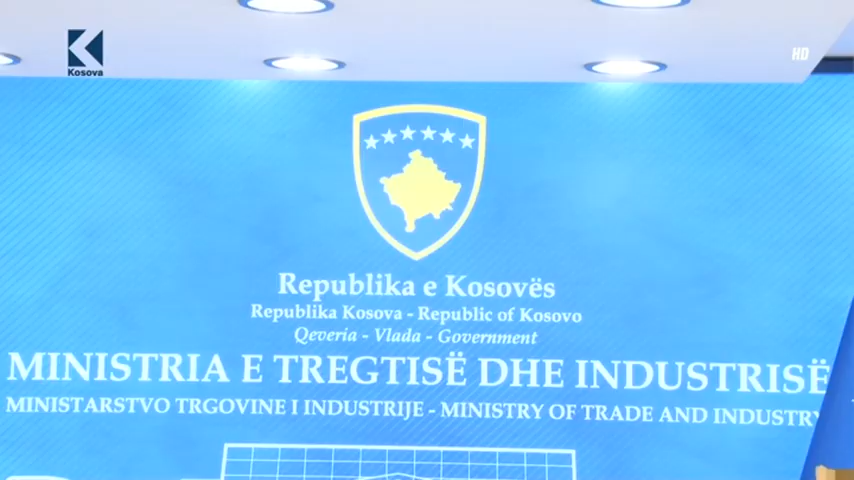 Kosova
HD
Republika e Kosovës
Republika Kosova - Republic of Kosovo
Qeveria - Vlada - Government
MINISTRIA E TREGTISË DHE INDUSTRISË
MINISTARSTVO TRGOVINE I INDUSTRIJE - MINISTRY OF TRADE AND INDUSTRY